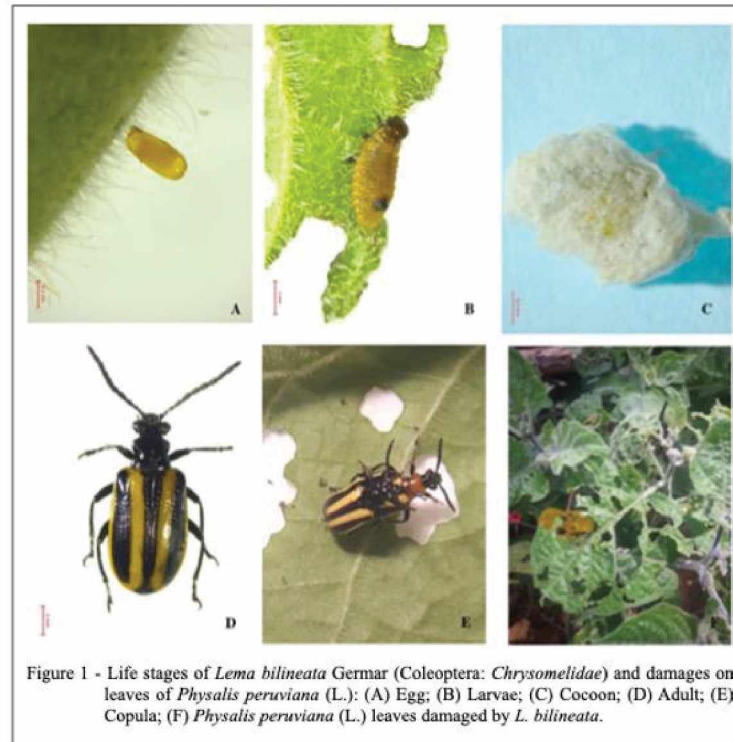 A
B
C
D
E
F
Figure 1 - Life stages of Lema bilineata Germar (Coleoptera: Chrysomelidae) and damages on
leaves of Physalis peruviana (L.): (A) Egg; (B) Larvae; (C) Cocoon; (D) Adult; (E)
Copula; (F) Physalis peruviana (L.) leaves damaged by L. bilineata.